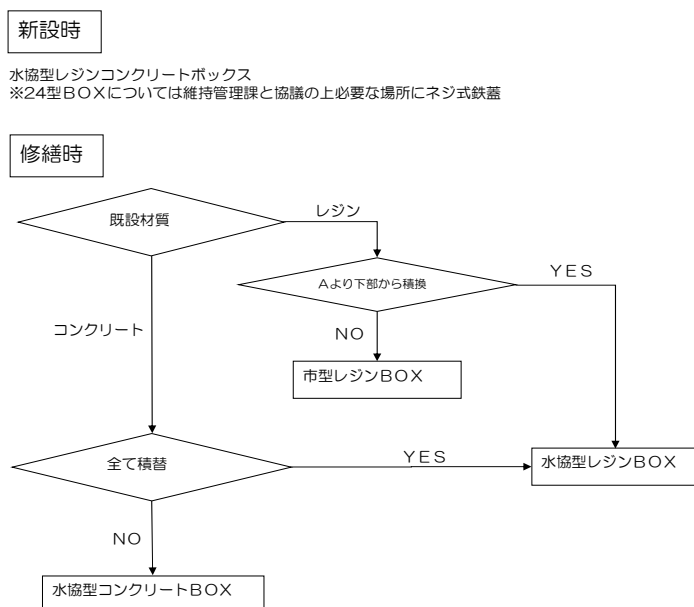 新設時
水協型レジンコンクリートボックス
※24型BOXについては維持管理課と協議の上必要な場所にネジ式鉄蓋
修繕時
既設材質
レジン
Aより下部から積換
YES
コンクリート
NO
市型レジンBOX
全て積替
YES
水協型レジンBOX
NO
水協型コンクリートBOX